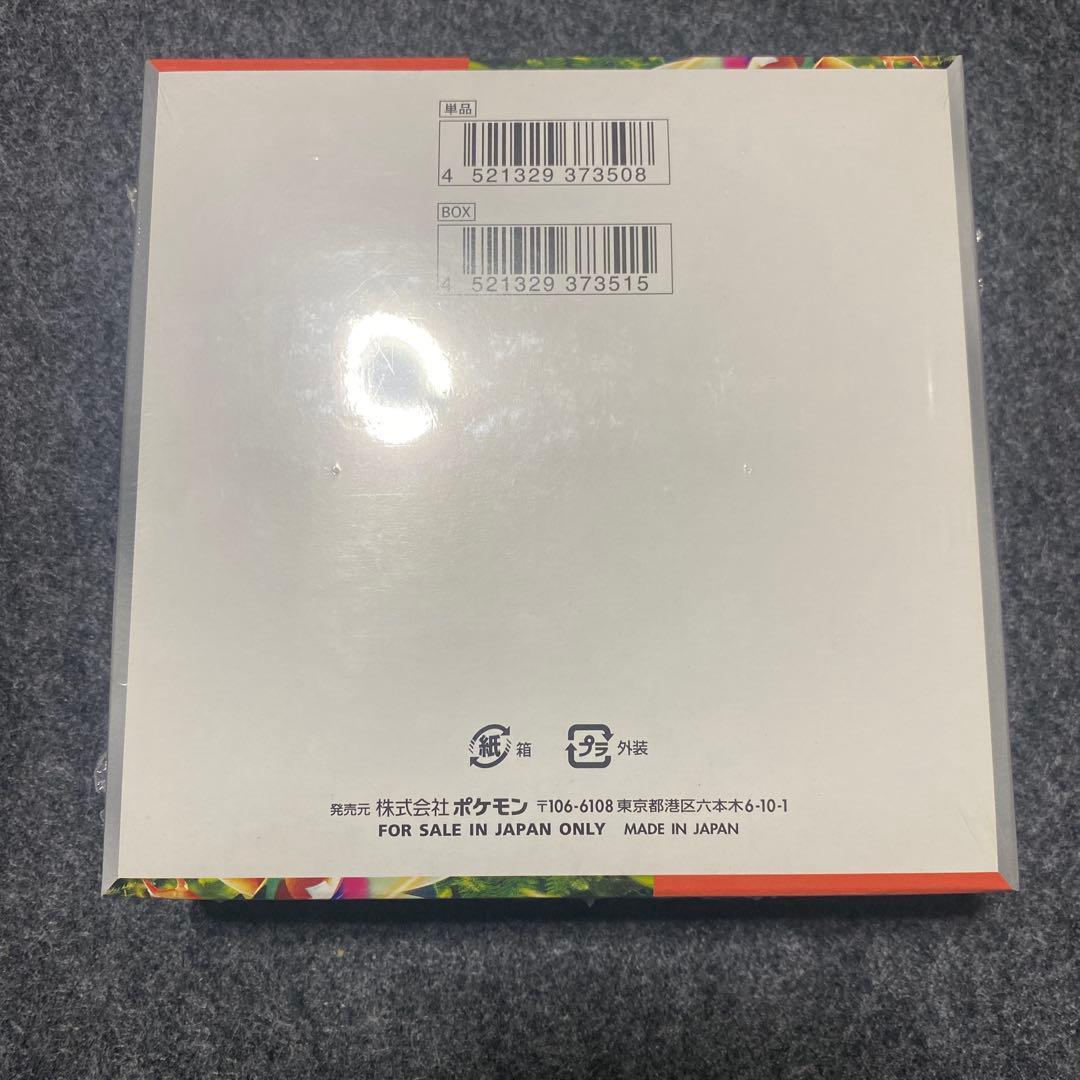 単品
4 521329 373508
BOX
4 521329 373515
紙 箱 プラ 外装
発売元 株式会社 ポケモン 〒106-6108 東京都港区六本木6-10-1
FOR SALE IN JAPAN ONLY MADE IN JAPAN